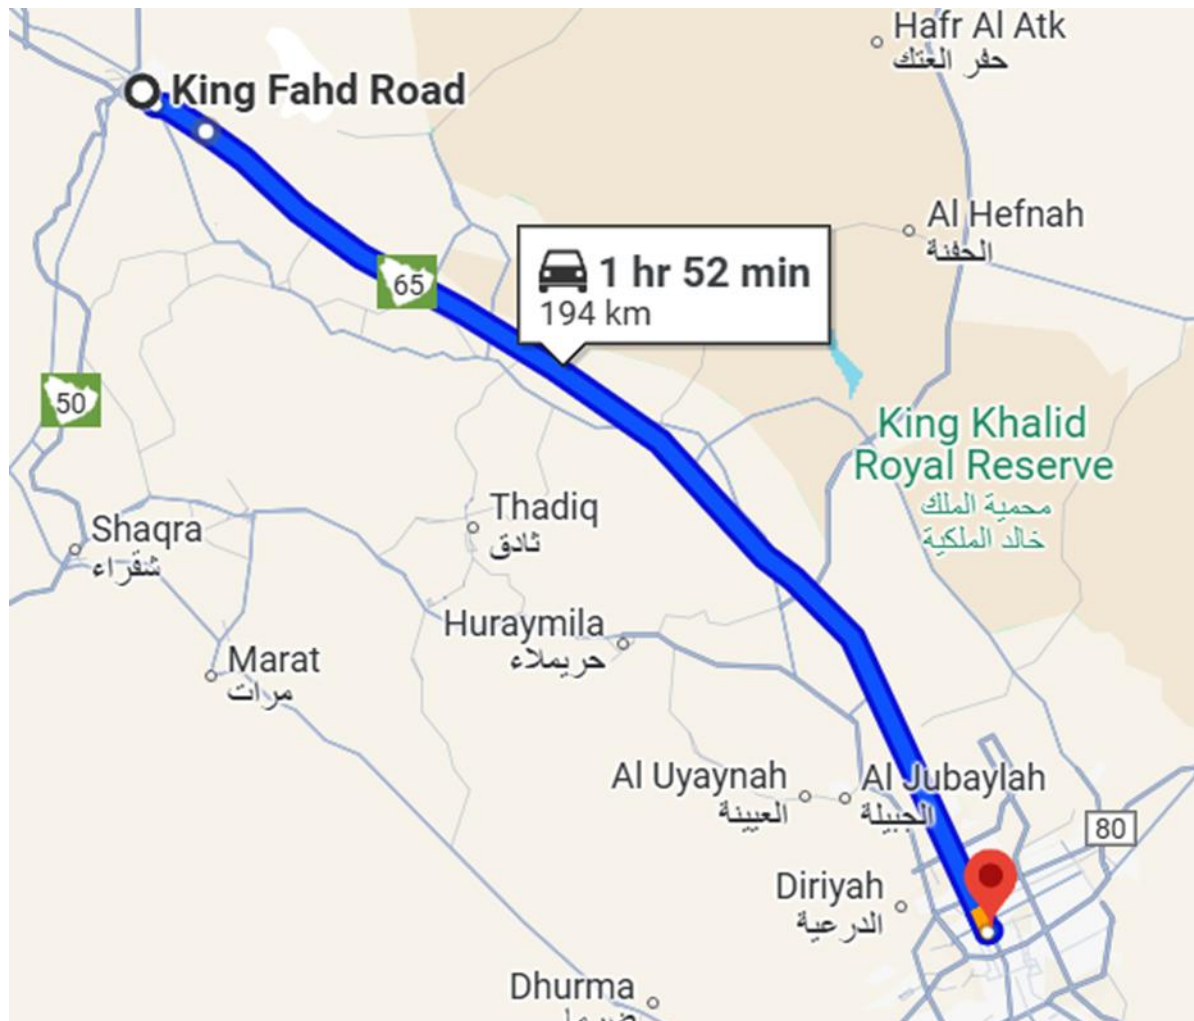 Hafr Al Atk
حفر العتك
King Fahd Road
Al Hefnah
الحفنة
1 hr 52 min
194 km
65
50
King Khalid
Royal Reserve
محمية الملك
خالد الملكية
Thadiq
ثادق
Shaqra
شقراء
Huraymila
حريملاء
Marat
مرات
Al Uyaynah
العيينة
Al Jubaylah
الجبيلة
80
Diriyah
الدرعية
Dhurma